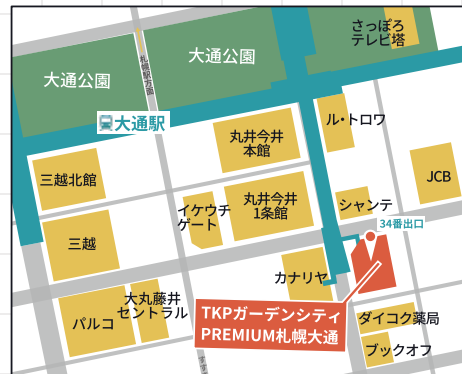 さっぽろ
テレビ塔
大通公園
大通公園
札幌駅方面
大通駅
ル・トロワ
丸井今井
本館
三越北館
JCB
丸井今井
1条館
イケウチ
ゲート
シャンテ
34番出口
三越
カナリヤ
大丸藤井
セントラル
パルコ
TKPガーデンシティ
PREMIUM札幌大通
ダイコク薬局
ブックオフ